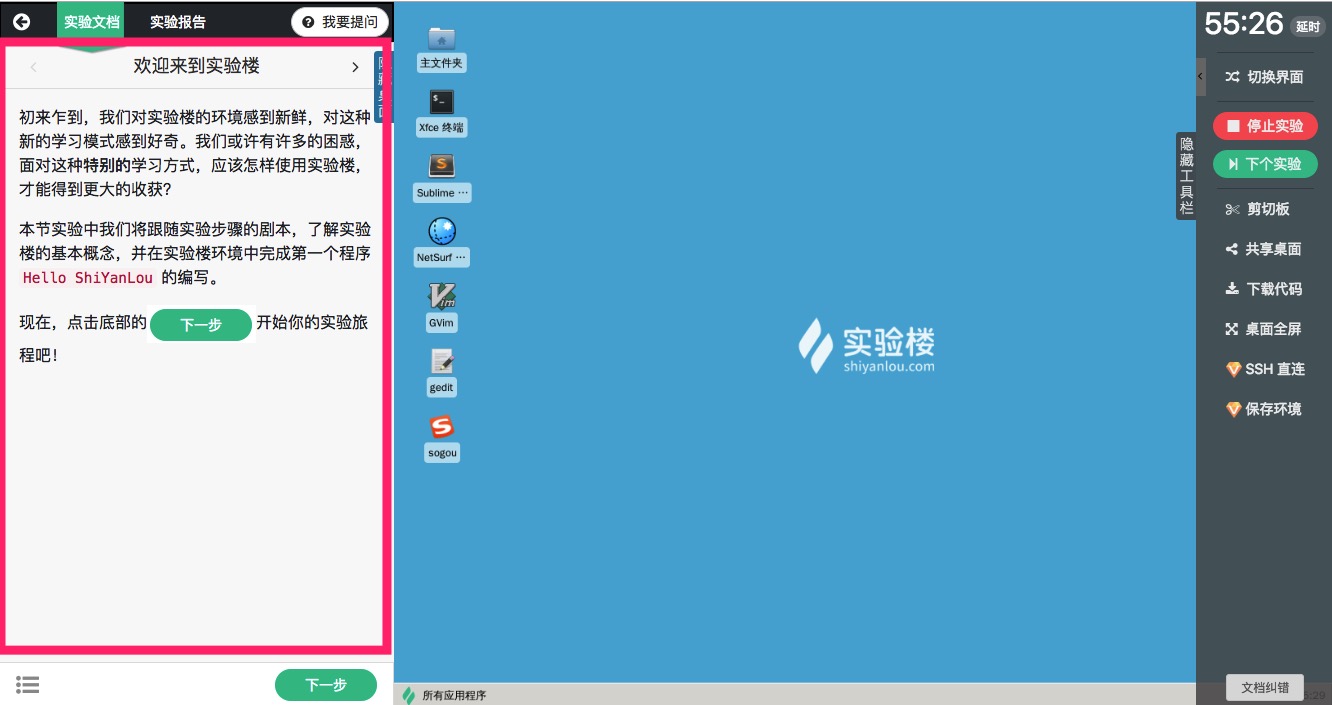 实验文档
实验报告
我要提问
欢迎来到实验楼
初来乍到，我们对实验楼的环境感到新鲜，对这种
新的学习模式感到好奇。我们或许有许多的困惑，
面对这种特别的学习方式，应该怎样使用实验楼，
才能得到更大的收获？
本节实验中我们将跟随实验步骤的剧本，了解实验
楼的基本概念，并在实验楼环境中完成第一个程序
Hello ShiYanLou 的编写。
现在，点击底部的 下一步 开始你的实验旅
程吧！
下一步
主文件夹
Xfce 终端
Sublime ···
NetSurf ···
GVim
gedit
sogou
实验楼
shiyanlou.com
所有应用程序
隐藏工具栏
55:26 延时
切换界面
停止实验
下个实验
剪切板
共享桌面
下载代码
桌面全屏
SSH 直连
保存环境
文档纠错